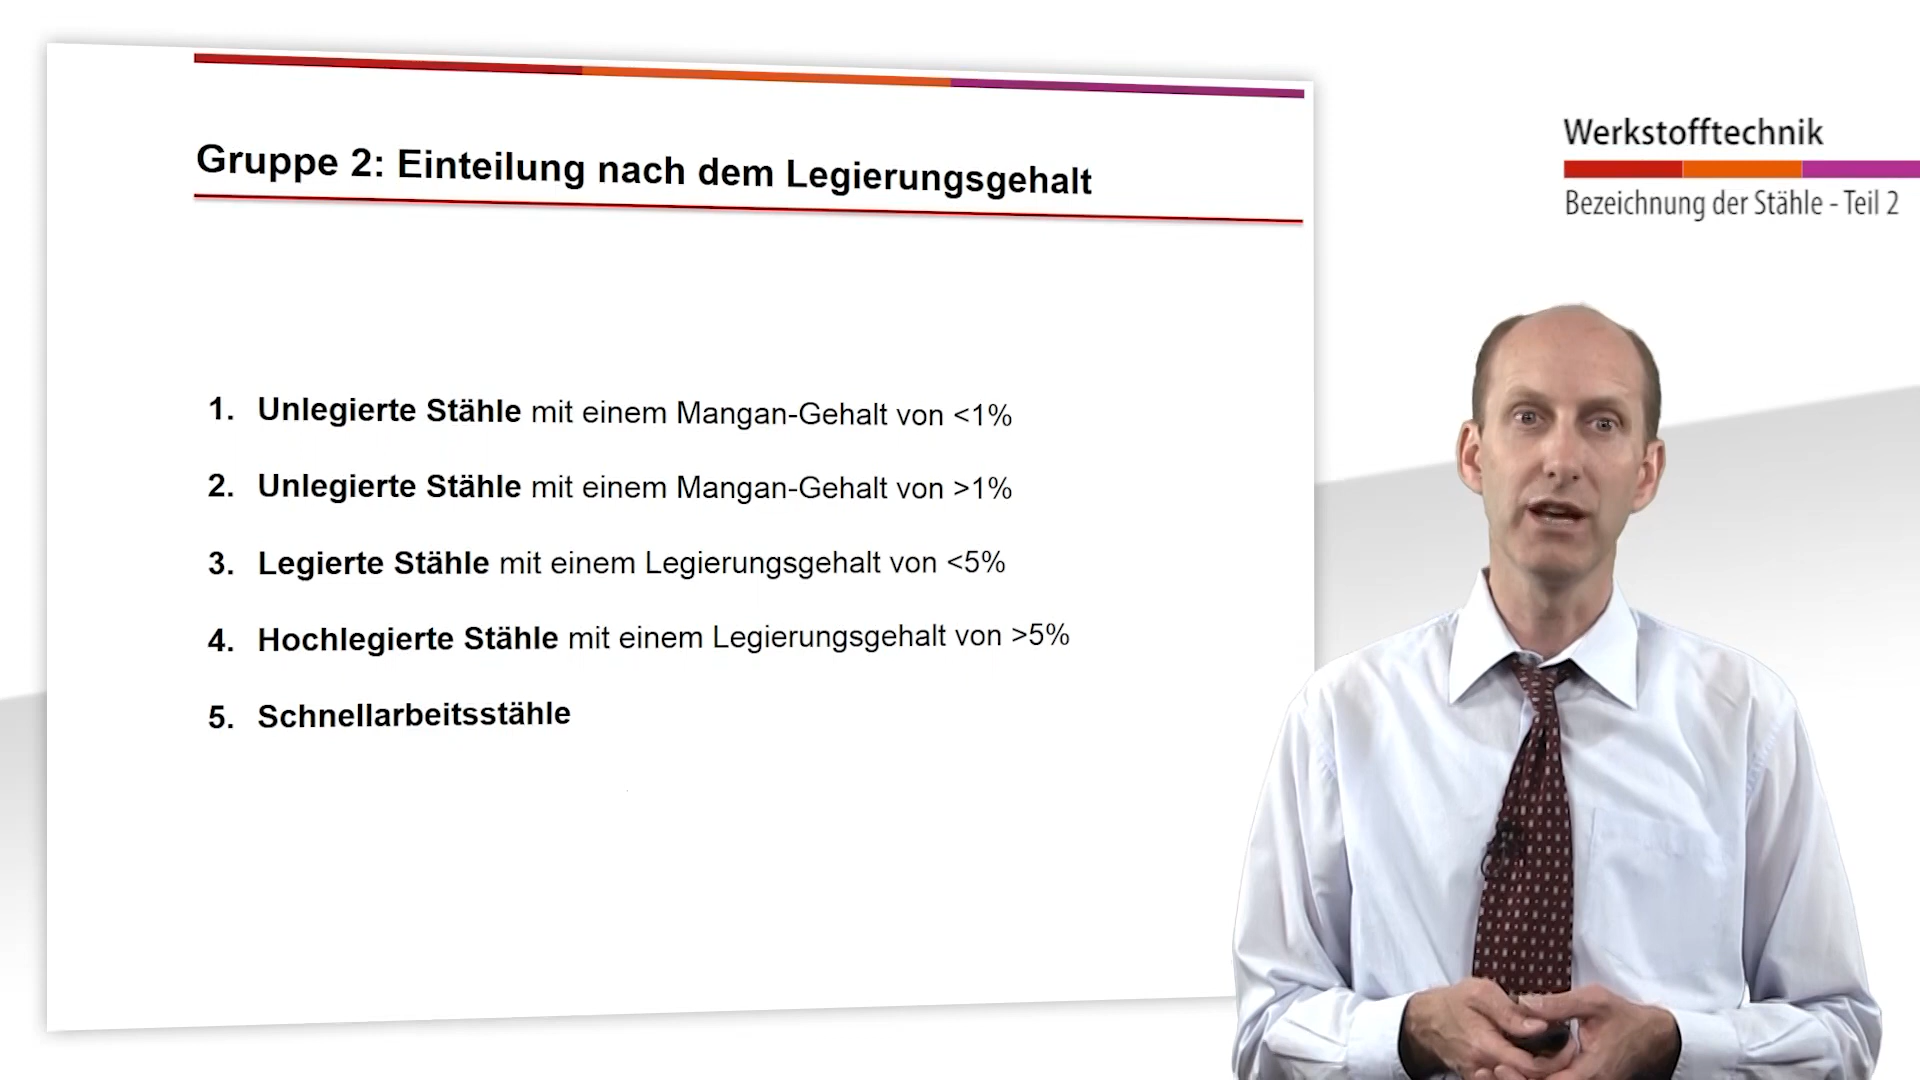 Gruppe 2: Einteilung nach dem Legierungsgehalt
1. Unlegierte Stähle mit einem Mangan-Gehalt von <1%
2. Unlegierte Stähle mit einem Mangan-Gehalt von >1%
3. Legierte Stähle mit einem Legierungsgehalt von <5%
4. Hochlegierte Stähle mit einem Legierungsgehalt von >5%
5. Schnellarbeitsstähle
Werkstofftechnik
Bezeichnung der Stähle - Teil 2